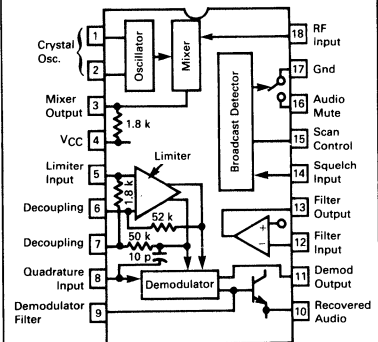 Crystal
Osc.
1
2
Oscillator
Mixer
18
RF
Input
17
Gnd
Mixer
Output
3
1.8 k
16
Audio
Mute
VCC
4
Broadcast Detector
15
Scan
Control
Limiter
Input
5
Limiter
1.8 k
14
Squelch
Input
Decoupling
6
52 k
13
Filter
Output
Decoupling
7
50 k
10 p
+
-
12
Filter
Input
Quadrature
Input
8
Demodulator
11
Demod
Output
Demodulator
Filter
9
10
Recovered
Audio